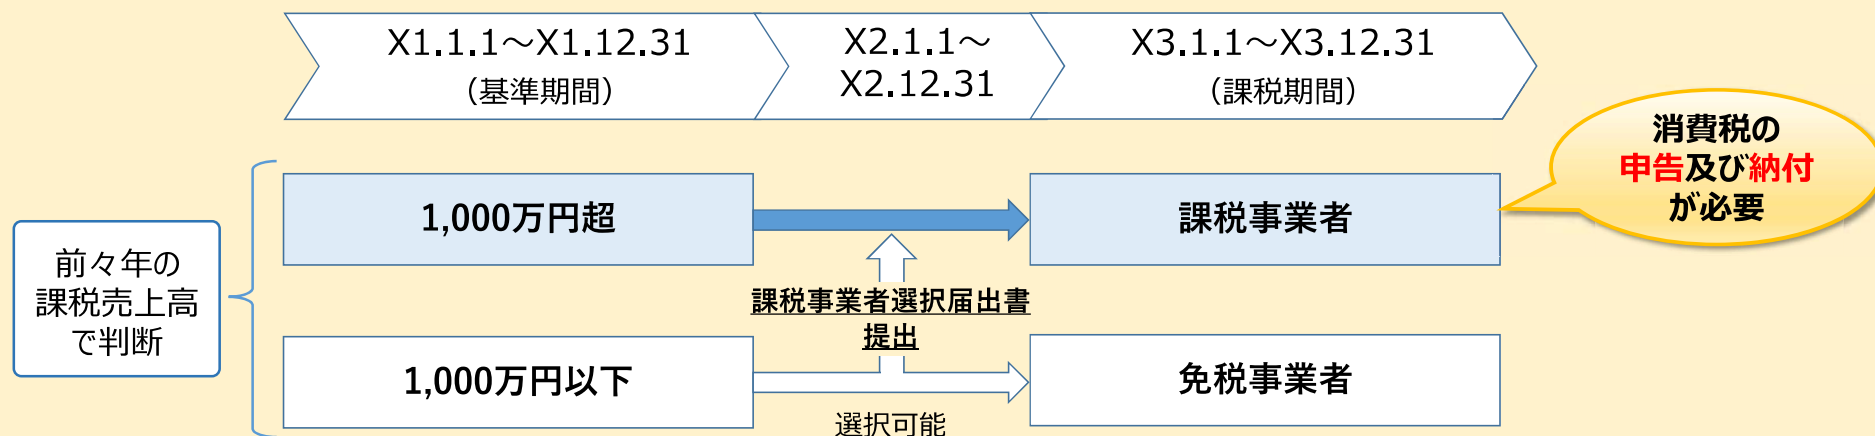 X1.1.1～X1.12.31
（基準期間）
X2.1.1～
X2.12.31
X3.1.1～X3.12.31
（課税期間）
消費税の
申告及び納付
が必要
前々年の
課税売上高
で判断
1,000万円超
課税事業者
課税事業者選択届出書
提出
1,000万円以下
免税事業者
選択可能